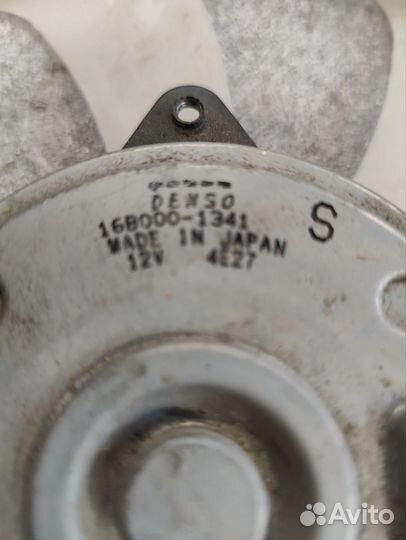 DENSO
168000-1341
MADE IN JAPAN
12V 4E27
S
Avito